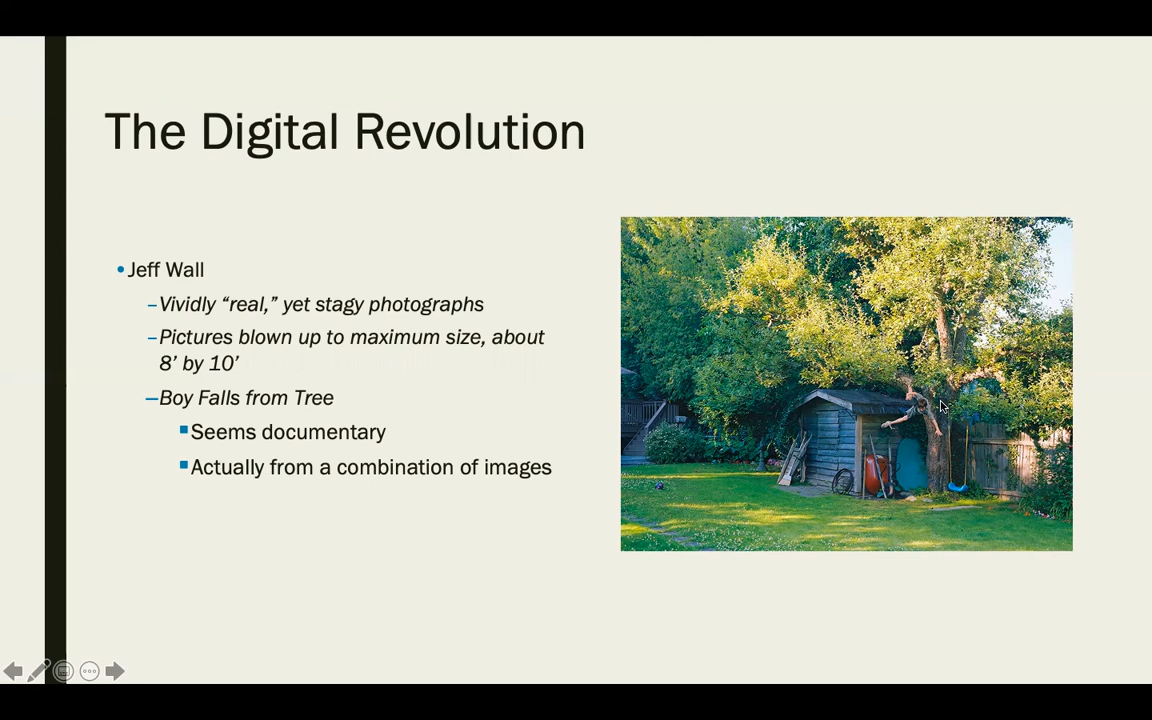 The Digital Revolution
•Jeff Wall
–Vividly “real,” yet stagy photographs
–Pictures blown up to maximum size, about
8’ by 10’
–Boy Falls from Tree
▪Seems documentary
▪Actually from a combination of images